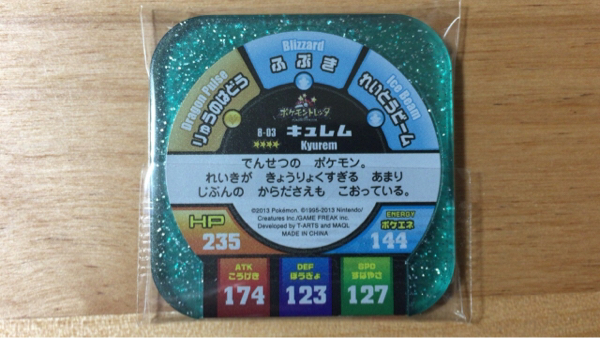 Dragon Pulse
りゅうのはどう
Blizzard
ふぶき
Ice Beam
れいとうビーム
ポケモントレッタ
8-03
キュレム
★★★★
Kyurem
でんせつの ポケモン。
れいきが きょうりょくすぎる あまり
じぶんの からださえも こおっている。
©2013 Pokémon. ©1995-2013 Nintendo/
Creatures Inc./GAME FREAK inc.
Developed by T-ARTS and MAQL
MADE IN CHINA
HP
235
ENERGY
ポケエネ
144
ATK
こうげき
174
DEF
ぼうぎょ
123
SPD
すばやさ
127